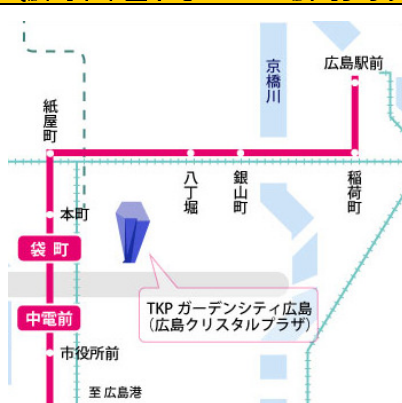 京橋川
広島駅前
紙屋町
八丁堀
銀山町
稲荷町
本町
袋町
TKP ガーデンシティ広島
（広島クリスタルプラザ）
中電前
市役所前
至 広島港